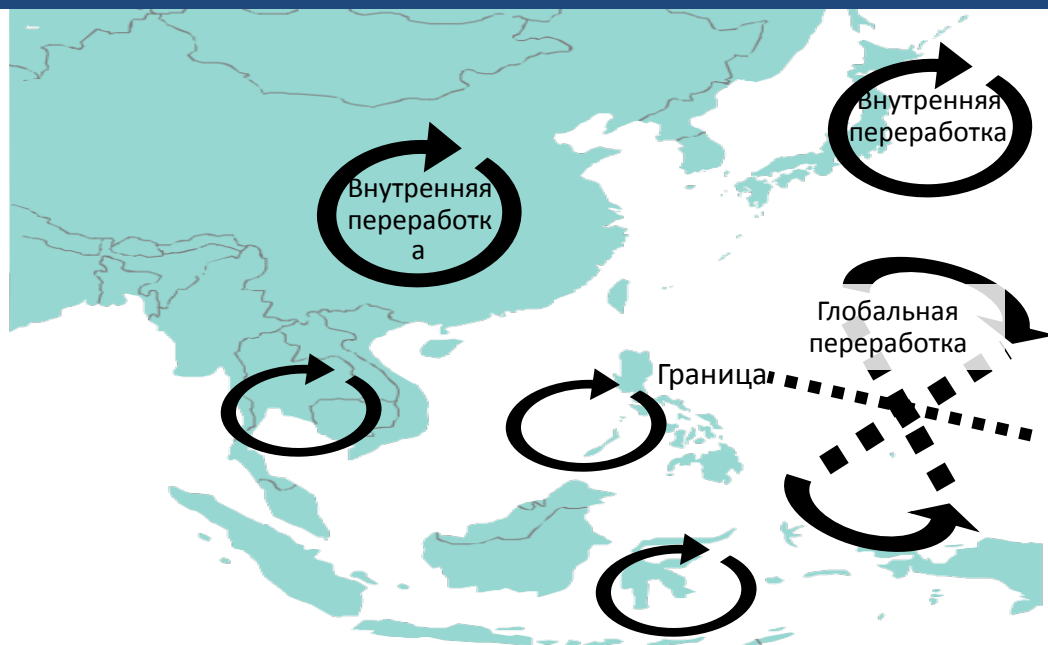 Внутренняя
переработка
Внутренняя
переработк
а
Глобальная
переработка
Граница